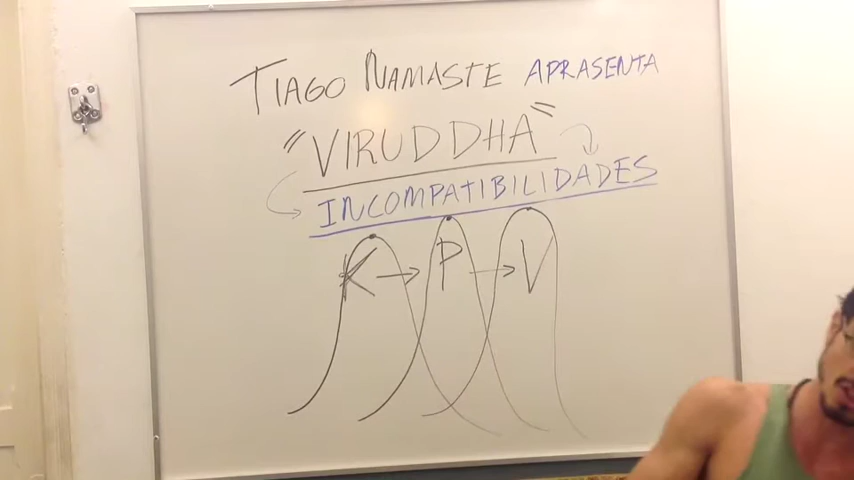 TIAGO NAMASTE APRASENTA
"VIRUDDHA"
INCOMPATIBILIDADES
K → P → V